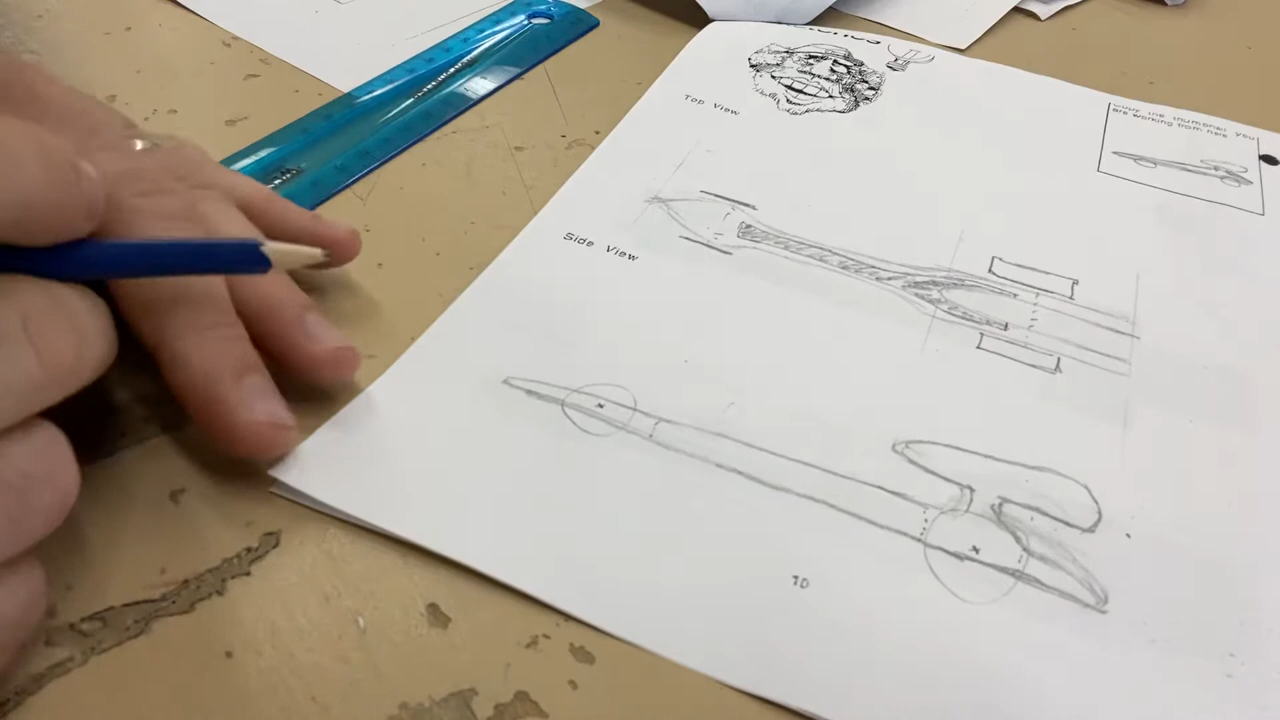 Top View
Copy the thumbnail you
are working from here
Side View
10